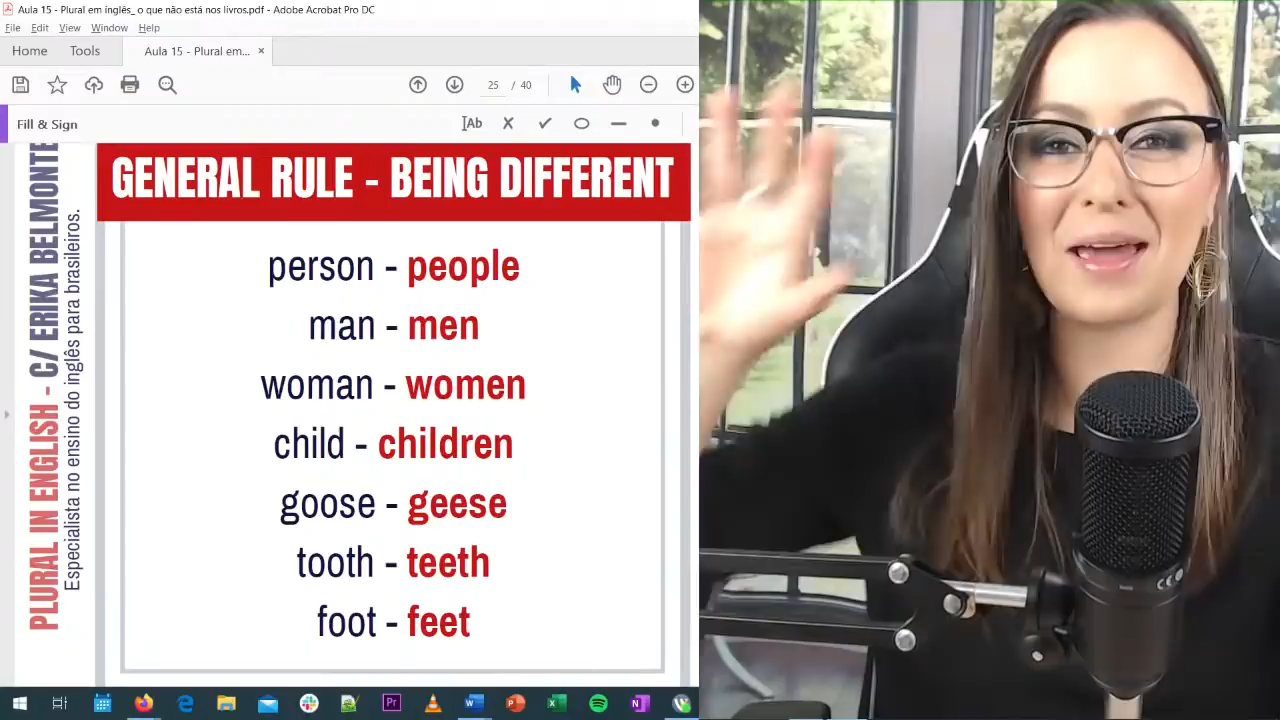 Aula 15 - Plural em inglês_ o que não está nos livros.pdf - Adobe Acrobat Pro DC
File Edit View Window Help
Home Tools Aula 15 - Plural em... ×
25 / 40
Fill & Sign
Ab
GENERAL RULE - BEING DIFFERENT
PLURAL IN ENGLISH - C/ ERIKA BELMONTE
Especialista no ensino do inglês para brasileiros.
person - people
man - men
woman - women
child - children
goose - geese
tooth - teeth
foot - feet
Pr